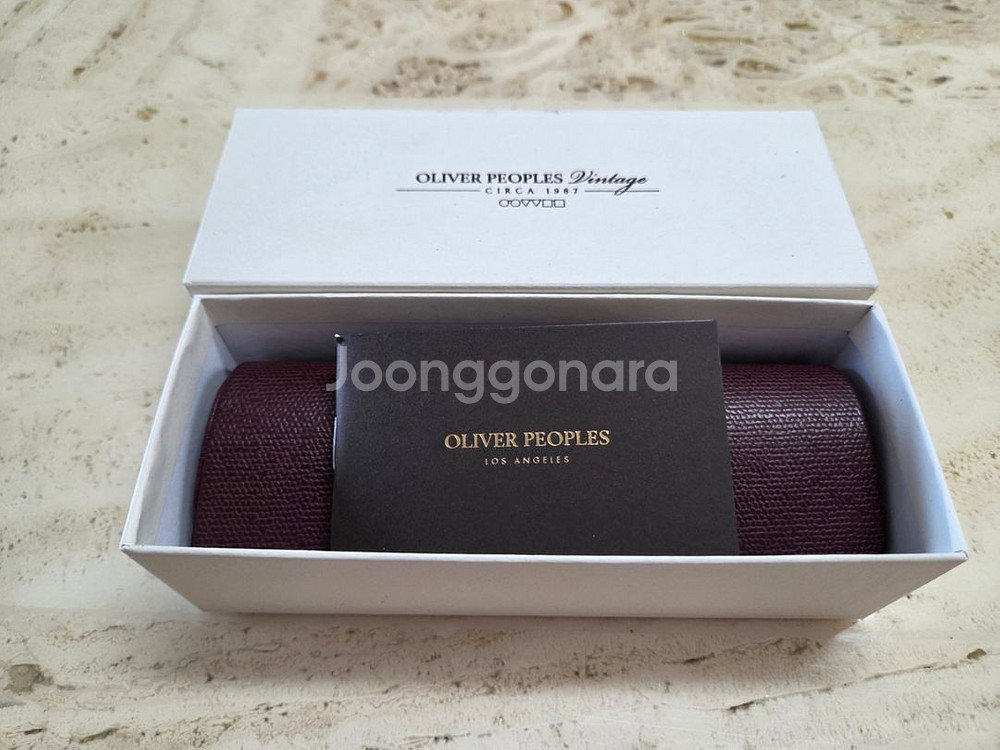 OLIVER PEOPLES Vintage
CIRCA 1987
Joonggonara
OLIVER PEOPLES
LOS ANGELES